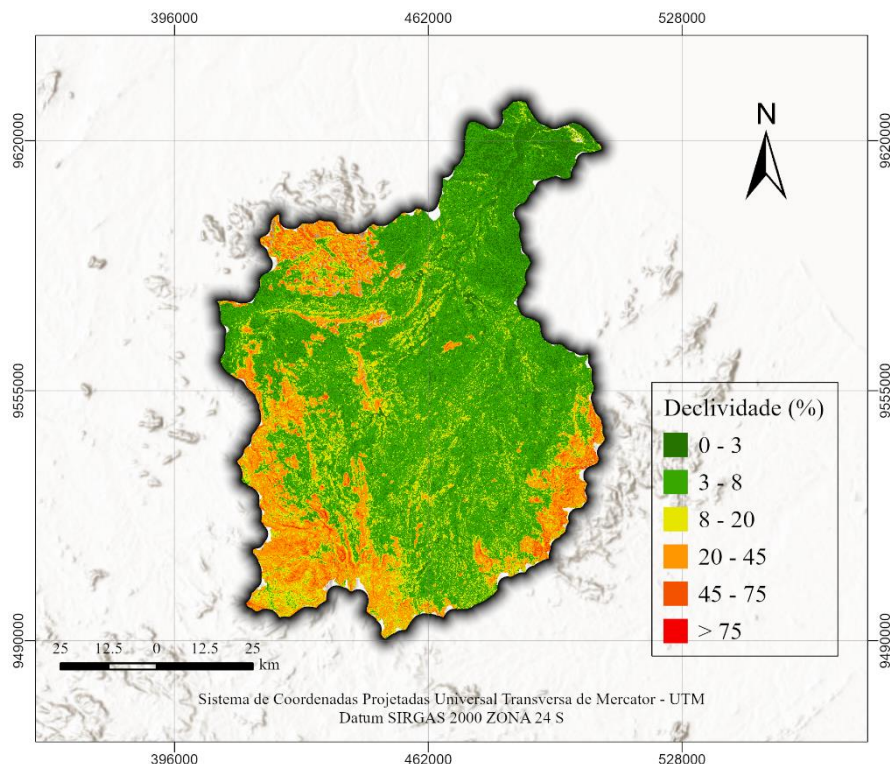 396000 462000 528000
N
9620000 9620000
9555000 9555000
Declividade (%)
0 - 3
3 - 8
8 - 20
20 - 45
45 - 75
> 75
9490000 9490000
25 12.5 0 12.5 25
km
Sistema de Coordenadas Projetadas Universal Transversa de Mercator - UTM
Datum SIRGAS 2000 ZONA 24 S
396000 462000 528000